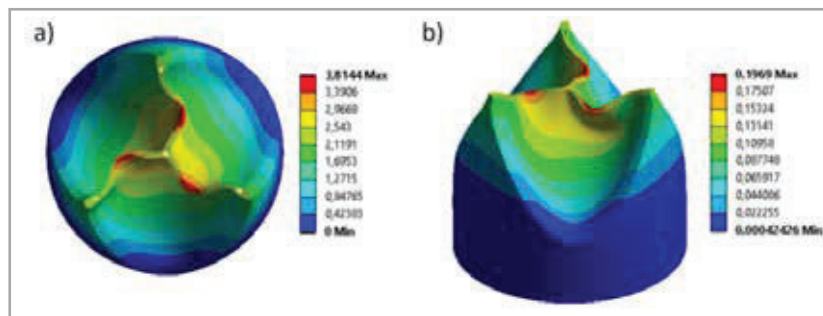 a)
3,8144 Max
3,3906
2,9669
2,543
2,1191
1,6953
1,2715
0,84765
0,42383
0 Min
b)
0,1969 Max
0,17507
0,15324
0,13141
0,10958
0,087748
0,065917
0,044086
0,022255
0,00042426 Min